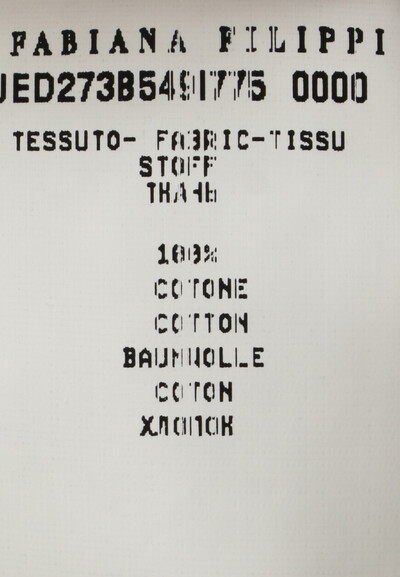 FABIANA FILIPPI
JED273B5491775 0000
TESSUTO- FABRIC-TISSU
STOFF
ТКАНЬ
100%
COTONE
COTTON
BAUMWOLLE
COTON
ХЛОПОК